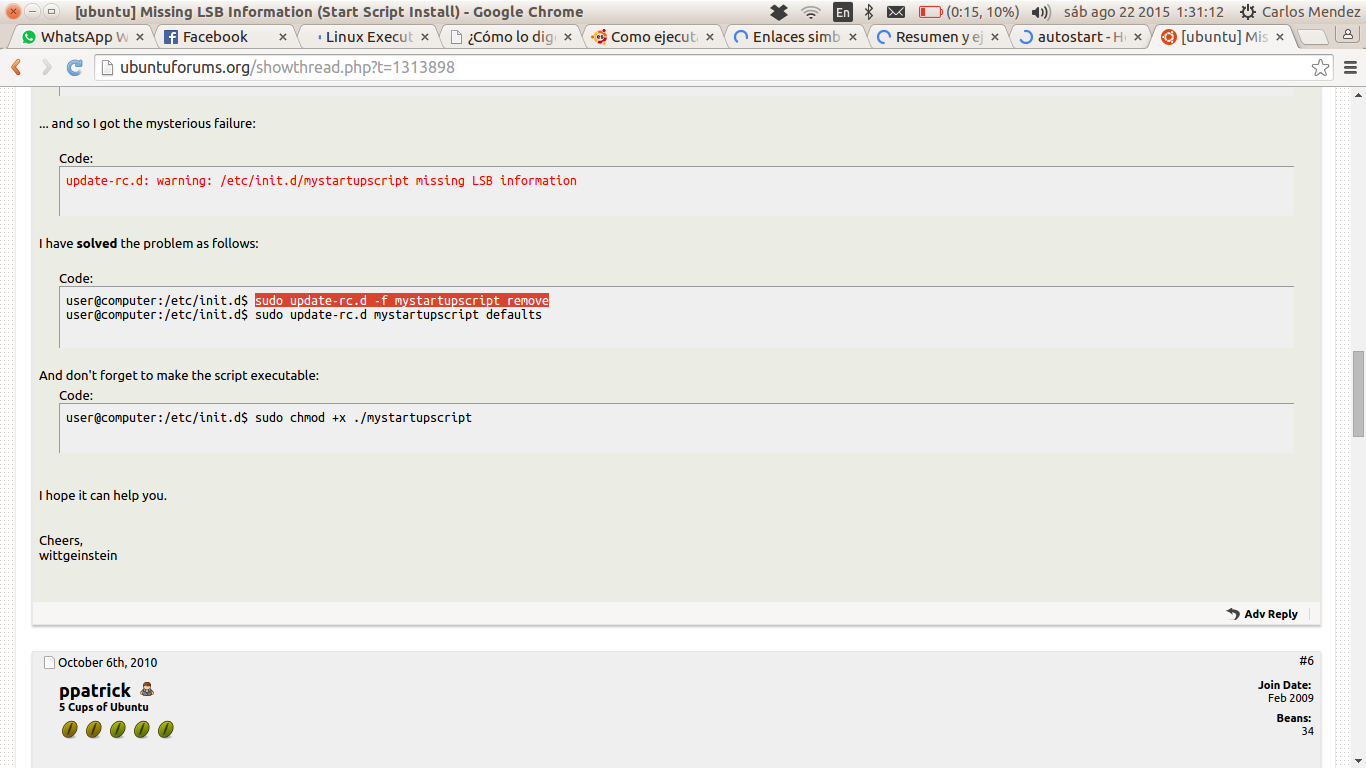 [ubuntu] Missing LSB Information (Start Script Install) - Google Chrome
En
(0:15, 10%)
sáb ago 22 2015 1:31:12
Carlos Mendez
WhatsApp W
Facebook
Linux Execut
¿Cómo lo dig
Como ejecuta
Enlaces simb
Resumen y ej
autostart - H
[ubuntu] Mis
ubuntuforums.org/showthread.php?t=1313898
... and so I got the mysterious failure:
Code:
update-rc.d: warning: /etc/init.d/mystartupscript missing LSB information
I have solved the problem as follows:
Code:
user@computer:/etc/init.d$ sudo update-rc.d -f mystartupscript remove
user@computer:/etc/init.d$ sudo update-rc.d mystartupscript defaults
And don't forget to make the script executable:
Code:
user@computer:/etc/init.d$ sudo chmod +x ./mystartupscript
I hope it can help you.
Cheers,
wittgeinstein
Adv Reply
October 6th, 2010
#6
ppatrick
5 Cups of Ubuntu
Join Date:
Feb 2009
Beans:
34